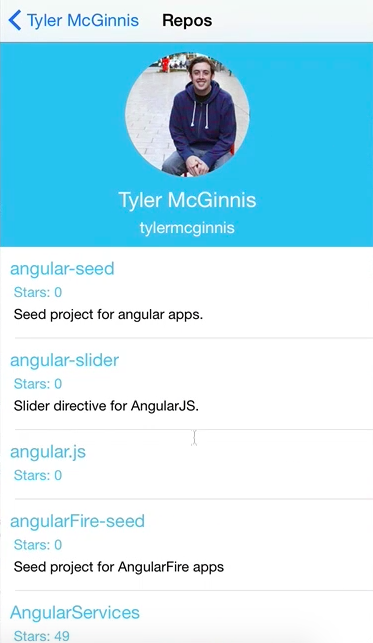 Tyler McGinnis Repos
Tyler McGinnis
tylermcginnis
angular-seed
Stars: 0
Seed project for angular apps.
angular-slider
Stars: 0
Slider directive for AngularJS.
angular.js
Stars: 0
angularFire-seed
Stars: 0
Seed project for AngularFire apps
AngularServices
Stars: 49